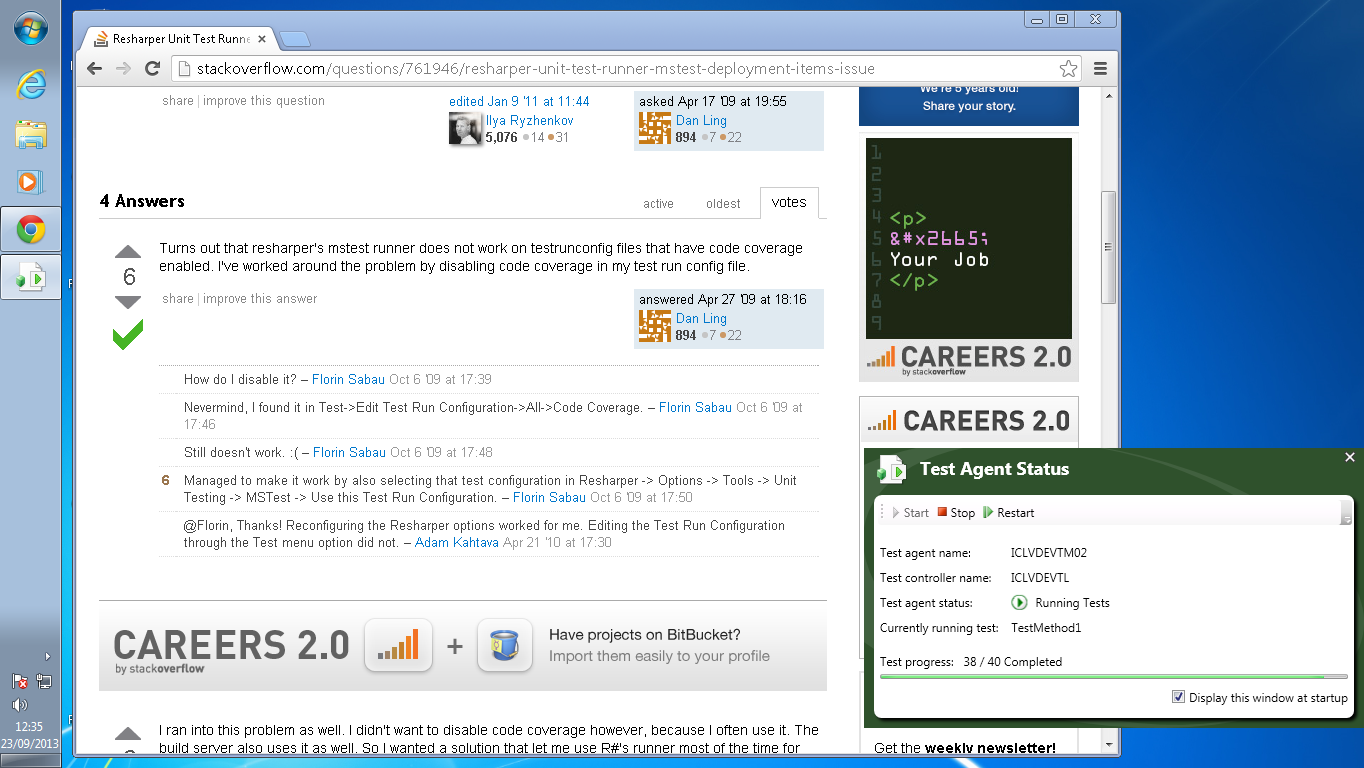 Resharper Unit Test Runne
stackoverflow.com/questions/761946/resharper-unit-test-runner-mstest-deployment-items-issue
share | improve this question
edited Jan 9 '11 at 11:44
Ilya Ryzhenkov
5,076 14 31
asked Apr 17 '09 at 19:55
Dan Ling
894 7 22
4 Answers
active
oldest
votes
6
Turns out that resharper's mstest runner does not work on testrunconfig files that have code coverage
enabled. I've worked around the problem by disabling code coverage in my test run config file.
share | improve this answer
answered Apr 27 '09 at 18:16
Dan Ling
894 7 22
How do I disable it? – Florin Sabau Oct 6 '09 at 17:39
Nevermind, I found it in Test->Edit Test Run Configuration->All->Code Coverage. – Florin Sabau Oct 6 '09 at
17:46
Still doesn't work. :( – Florin Sabau Oct 6 '09 at 17:48
6 Managed to make it work by also selecting that test configuration in Resharper -> Options -> Tools -> Unit
Testing -> MSTest -> Use this Test Run Configuration. – Florin Sabau Oct 6 '09 at 17:50
@Florin, Thanks! Reconfiguring the Resharper options worked for me. Editing the Test Run Configuration
through the Test menu option did not. – Adam Kahtava Apr 21 '10 at 17:30
CAREERS 2.0
by stackoverflow
+
Have projects on BitBucket?
Import them easily to your profile
I ran into this problem as well. I didn't want to disable code coverage however, because I often use it. The
build server also uses it as well. So I wanted a solution that let me use R#'s runner most of the time for
We're 5 years old!
Share your story.
1
2
3
4 <p>
5 &#x2665;
6 Your Job
7 </p>
8
9
CAREERS 2.0
by stackoverflow
CAREERS 2.0
Get the weekly newsletter!
Test Agent Status
Start Stop Restart
Test agent name: ICLVDEVTM02
Test controller name: ICLVDEVTL
Test agent status: Running Tests
Currently running test: TestMethod1
Test progress: 38 / 40 Completed
Display this window at startup
12:35
23/09/2013